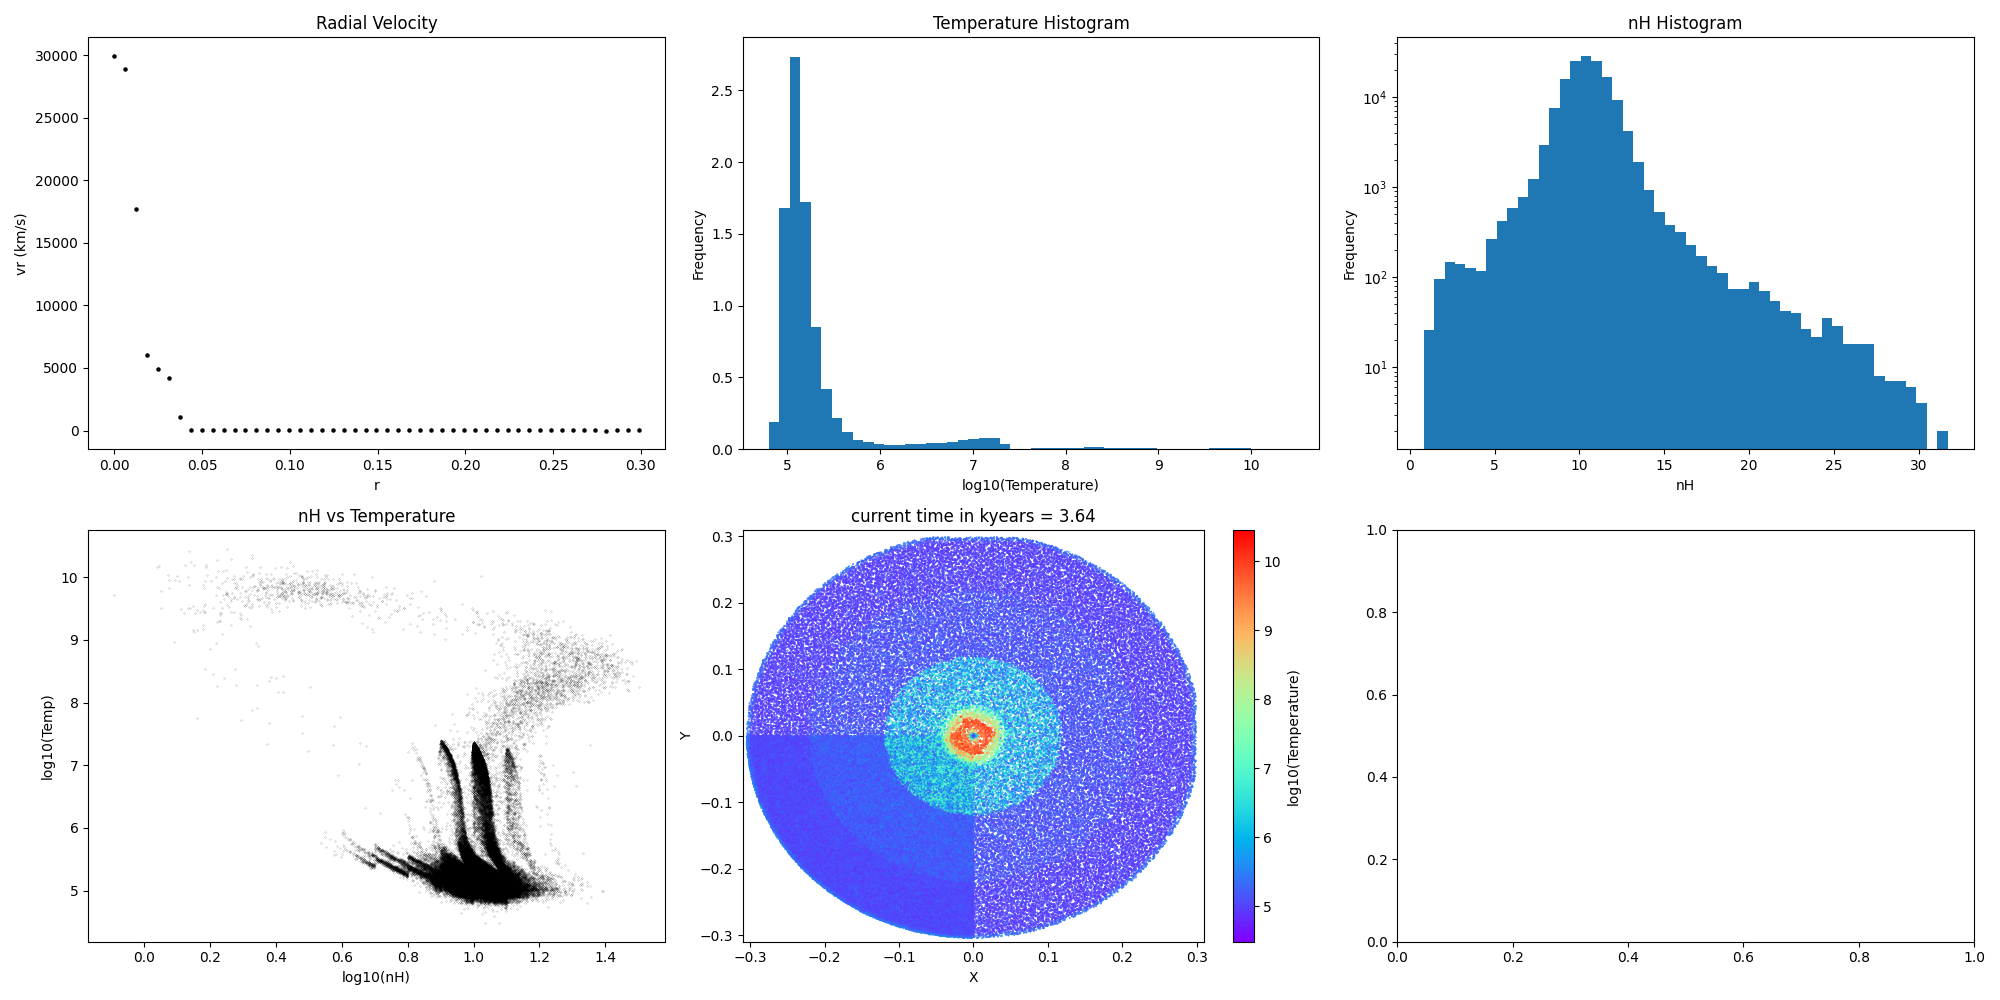 Radial Velocity
30000
25000
20000
15000
10000
5000
0
vr (km/s)
0.00 0.05 0.10 0.15 0.20 0.25 0.30
r
Temperature Histogram
2.5
2.0
1.5
1.0
0.5
0.0
Frequency
5 6 7 8 9 10
log10(Temperature)
nH Histogram
10⁴
10³
10²
10¹
Frequency
0 5 10 15 20 25 30
nH
nH vs Temperature
10
9
8
7
6
5
log10(Temp)
0.0 0.2 0.4 0.6 0.8 1.0 1.2 1.4
log10(nH)
current time in kyears = 3.64
0.3
0.2
0.1
0.0
−0.1
−0.2
−0.3
Y
−0.3 −0.2 −0.1 0.0 0.1 0.2 0.3
X
10
9
8
7
6
5
log10(Temperature)
1.0
0.8
0.6
0.4
0.2
0.0
0.0 0.2 0.4 0.6 0.8 1.0